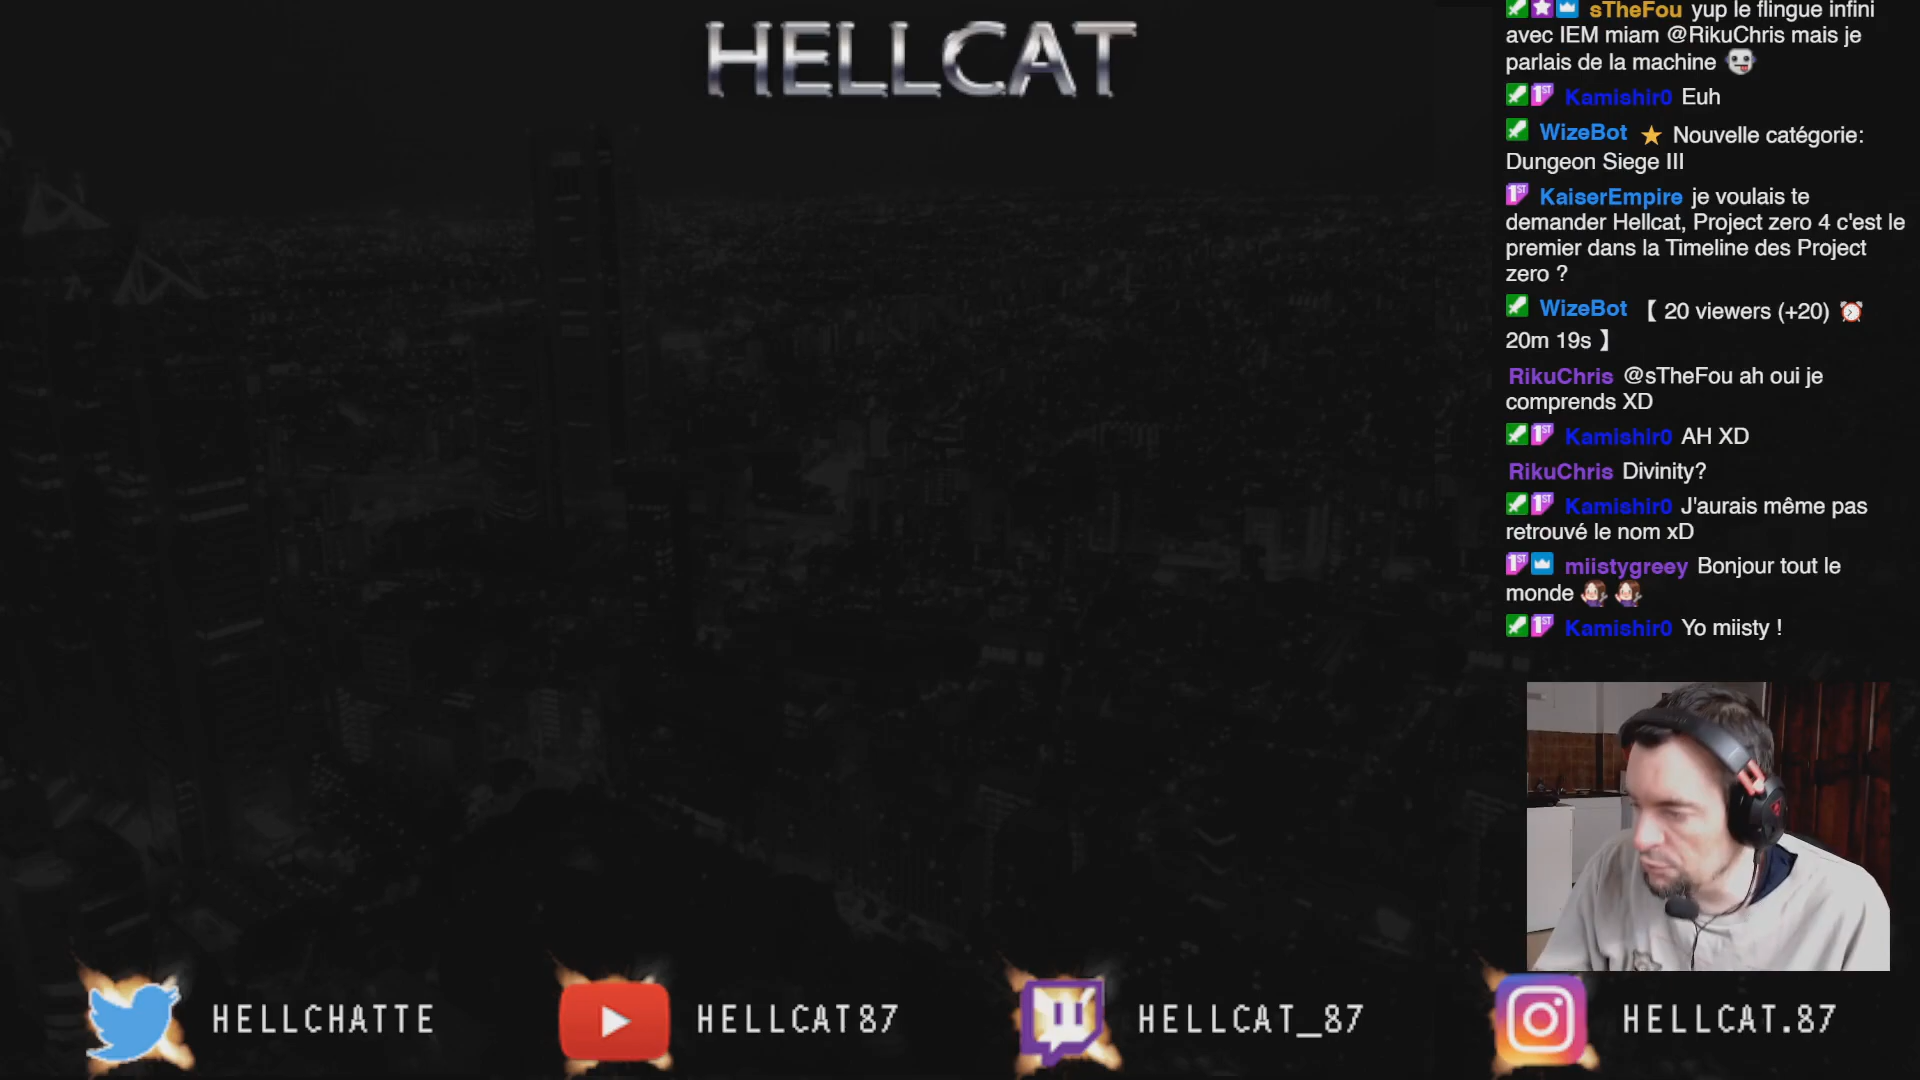 HELLCAT
sTheFou yup le flingue infini
avec IEM miam @RikuChris mais je
parlais de la machine
Kamishir0 Euh
WizeBot Nouvelle catégorie:
Dungeon Siege III
KaiserEmpire je voulais te
demander Hellcat, Project zero 4 c'est le
premier dans la Timeline des Project
zero ?
WizeBot 【 20 viewers (+20)
20m 19s 】
RikuChris @sTheFou ah oui je
comprends XD
Kamishir0 AH XD
RikuChris Divinity?
Kamishir0 J'aurais même pas
retrouvé le nom xD
miistygreey Bonjour tout le
monde
Kamishir0 Yo miisty !
HELLCHATTE
HELLCAT87
HELLCAT_87
HELLCAT.87